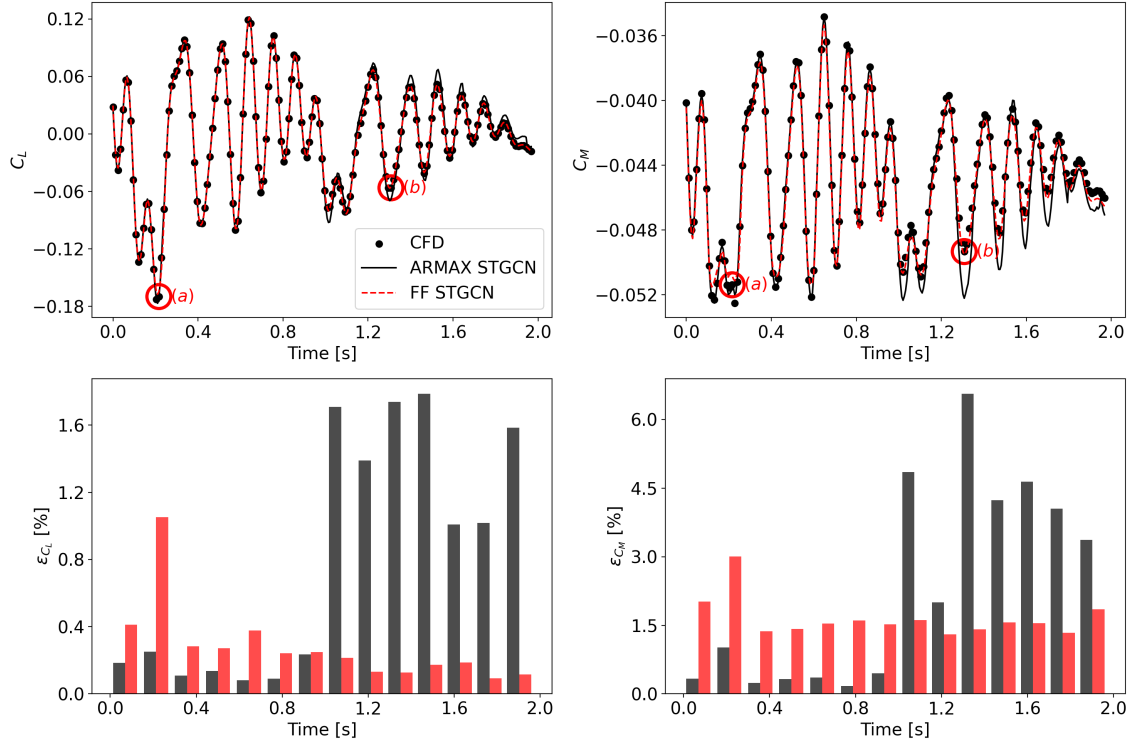 0.12
0.06
0.00
−0.06
−0.12
−0.18
C_L
(a)
(b)
CFD
ARMAX STGCN
FF STGCN
0.0 0.4 0.8 1.2 1.6 2.0
Time [s]
−0.036
−0.040
−0.044
−0.048
−0.052
C_M
(a)
(b)
0.0 0.4 0.8 1.2 1.6 2.0
Time [s]
1.6
1.2
0.8
0.4
0.0
ε_{C_L} [%]
0.0 0.4 0.8 1.2 1.6 2.0
Time [s]
6.0
4.5
3.0
1.5
0.0
ε_{C_M} [%]
0.0 0.4 0.8 1.2 1.6 2.0
Time [s]